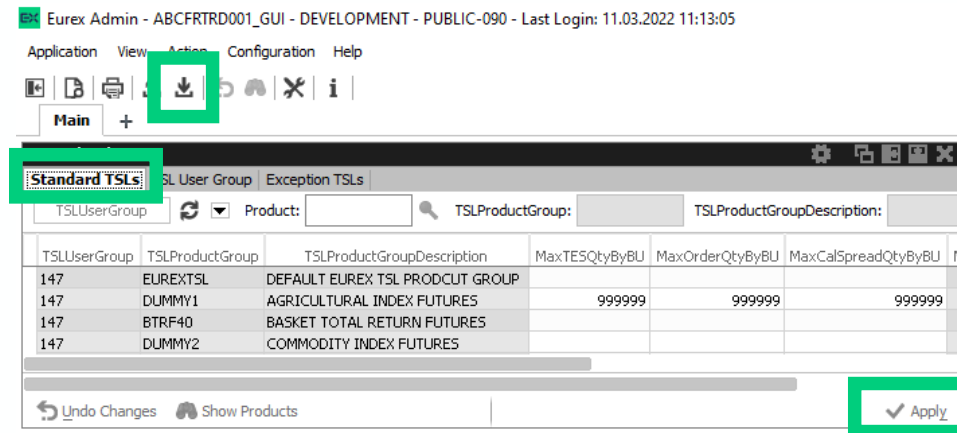 EX Eurex Admin - ABCFRTRD001_GUI - DEVELOPMENT - PUBLIC-090 - Last Login: 11.03.2022 11:13:05
Application View Action Configuration Help
Main +
Standard TSLs SL User Group Exception TSLs
TSLUserGroup Product: TSLProductGroup: TSLProductGroupDescription:
TSLUserGroup TSLProductGroup TSLProductGroupDescription MaxTESQtyByBU MaxOrderQtyByBU MaxCalSpreadQtyByBU
147 EUREXTSL DEFAULT EUREX TSL PRODCUT GROUP
147 DUMMY1 AGRICULTURAL INDEX FUTURES 999999 999999 999999
147 BTRF40 BASKET TOTAL RETURN FUTURES
147 DUMMY2 COMMODITY INDEX FUTURES
Undo Changes Show Products Apply